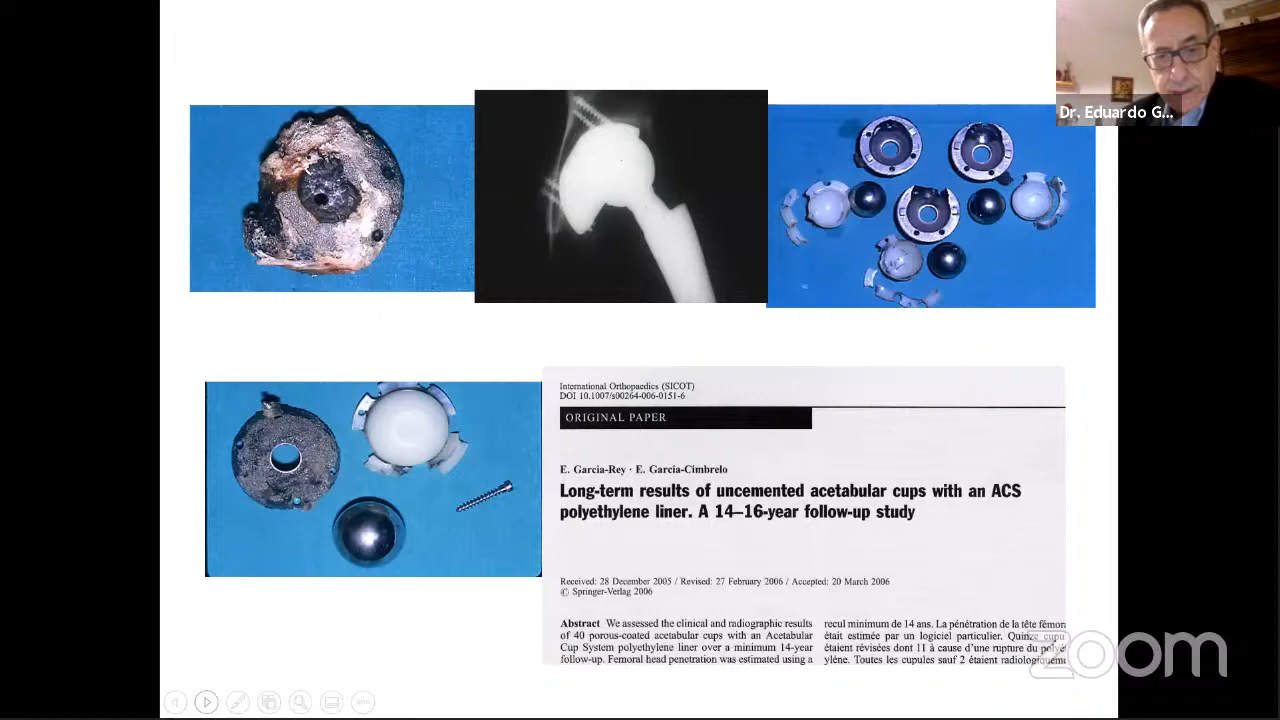 Dr. Eduardo G...
International Orthopaedics (SICOT)
DOI 10.1007/s00264-006-0151-6
ORIGINAL PAPER
E. Garcia-Rey · E. Garcia-Cimbrelo
Long-term results of uncemented acetabular cups with an ACS
polyethylene liner. A 14–16-year follow-up study
Received: 28 December 2005 / Revised: 27 February 2006 / Accepted: 20 March 2006
© Springer-Verlag 2006
Abstract We assessed the clinical and radiographic results
of 40 porous-coated acetabular cups with an Acetabular
Cup System polyethylene liner over a minimum 14-year
follow-up. Femoral head penetration was estimated using a
recul minimum de 14 ans. La pénétration de la tête fémor
était estimée par un logiciel particulier. Quinze cupu
étaient révisées dont 11 à cause d'une rupture du polyé
ylène. Toutes les cupules sauf 2 étaient radiologiquem
zoom